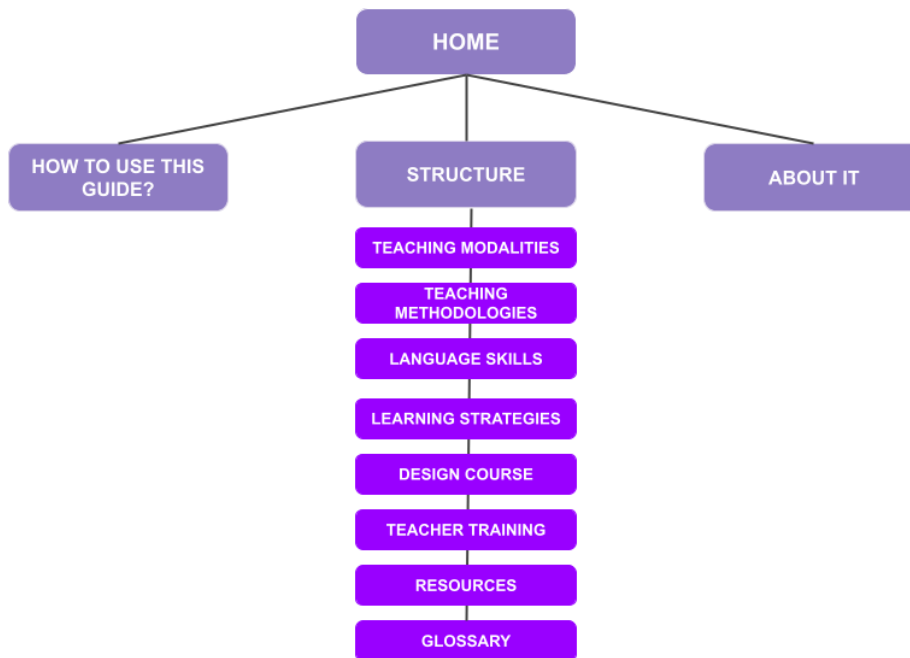 HOME
HOW TO USE THIS
GUIDE?
STRUCTURE
ABOUT IT
TEACHING MODALITIES
TEACHING
METHODOLOGIES
LANGUAGE SKILLS
LEARNING STRATEGIES
DESIGN COURSE
TEACHER TRAINING
RESOURCES
GLOSSARY